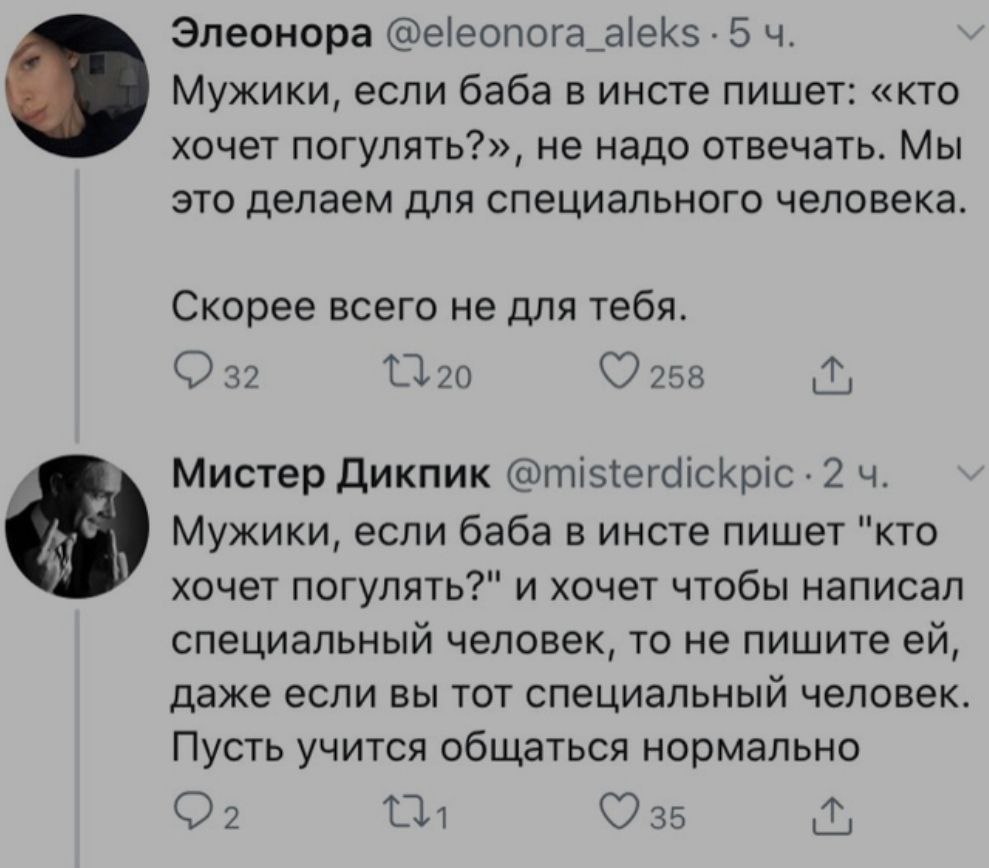 Элеонора @eleonora_aleks · 5 ч.
Мужики, если баба в инсте пишет: «кто
хочет погулять?», не надо отвечать. Мы
это делаем для специального человека.
Скорее всего не для тебя.
32 20 258
Мистер Дикпик @misterdickpic · 2 ч.
Мужики, если баба в инсте пишет "кто
хочет погулять?" и хочет чтобы написал
специальный человек, то не пишите ей,
даже если вы тот специальный человек.
Пусть учится общаться нормально
2 1 35